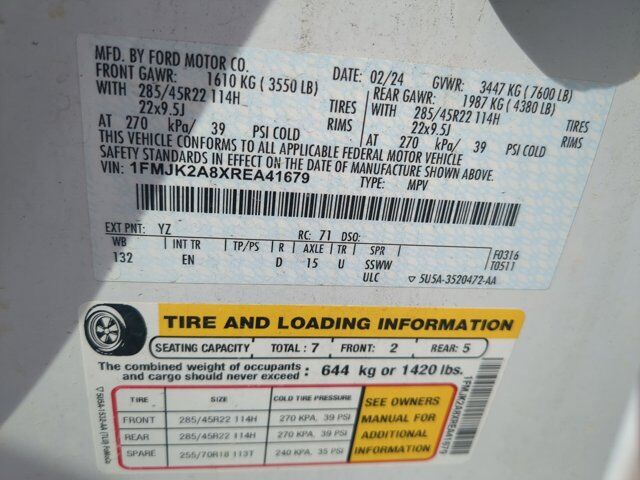 MFD. BY FORD MOTOR CO.
DATE: 02/24 GVWR: 3447 KG (7600 LB)
FRONT GAWR: 1610 KG (3550 LB) REAR GAWR: 1987 KG (4380 LB)
WITH 285/45R22 114H TIRES WITH 285/45R22 114H TIRES
22x9.5J RIMS 22x9.5J RIMS
AT 270 kPa/ 39 PSI COLD AT 270 kPa/ 39 PSI COLD
THIS VEHICLE CONFORMS TO ALL APPLICABLE FEDERAL MOTOR VEHICLE
SAFETY STANDARDS IN EFFECT ON THE DATE OF MANUFACTURE SHOWN ABOVE.
VIN: 1FMJK2A8XREA41679
TYPE: MPV
EXT PNT: YZ RC: 71 DSO:
WB INT TR TP/PS R AXLE TR SPR F0316
132 EN D 15 U SSWW T0511
ULC ▽ 5U5A-3520472-AA
TIRE AND LOADING INFORMATION
SEATING CAPACITY TOTAL: 7 FRONT: 2 REAR: 5
The combined weight of occupants
and cargo should never exceed: 644 kg or 1420 lbs.
TIRE SIZE COLD TIRE PRESSURE
FRONT 285/45R22 114H 270 KPA, 39 PSI
REAR 285/45R22 114H 270 KPA, 39 PSI
SPARE 255/70R18 113T 240 KPA, 35 PSI
SEE OWNERS
MANUAL FOR
ADDITIONAL
INFORMATION
1FMJK2A8XREA41679